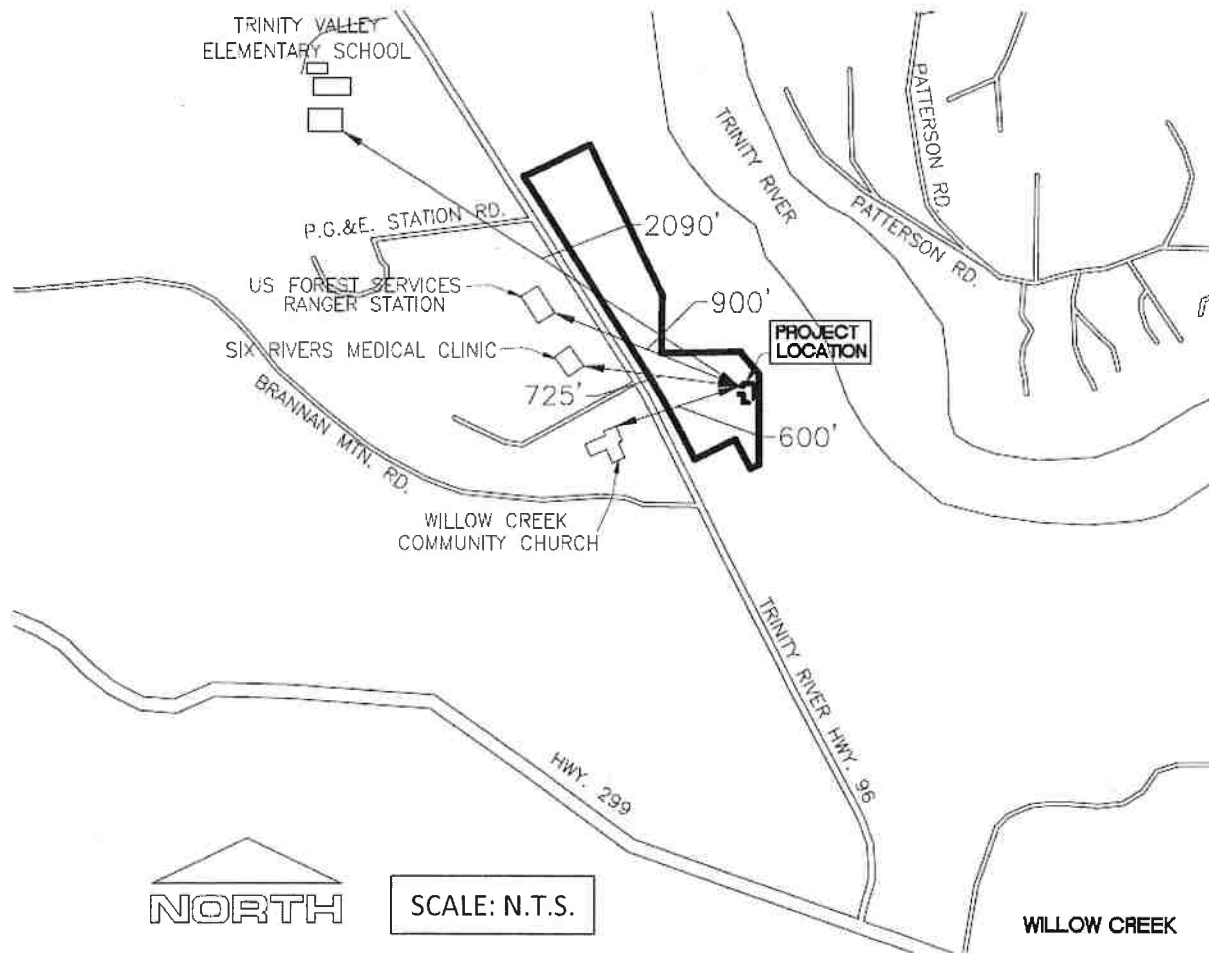 TRINITY VALLEY
ELEMENTARY SCHOOL
TRINITY RIVER
PATTERSON RD.
PATTERSON RD.
P.G.&E. STATION RD.
2090'
US FOREST SERVICES
RANGER STATION
900'
PROJECT
LOCATION
SIX RIVERS MEDICAL CLINIC
725'
BRANNAN MTN. RD.
600'
WILLOW CREEK
COMMUNITY CHURCH
TRINITY RIVER HWY. 96
HWY. 299
NORTH
SCALE: N.T.S.
WILLOW CREEK